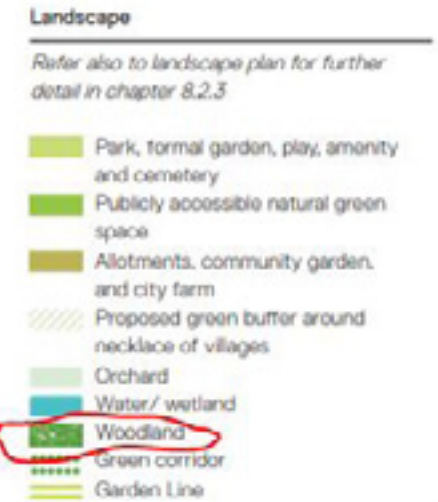 Landscape
Refer also to landscape plan for further
detail in chapter 8.2.3
Park, formal garden, play, amenity
and cemetery
Publicly accessible natural green
space
Allotments, community garden,
and city farm
Proposed green buffer around
necklace of villages
Orchard
Water/ wetland
Woodland
Green corridor
Garden Line